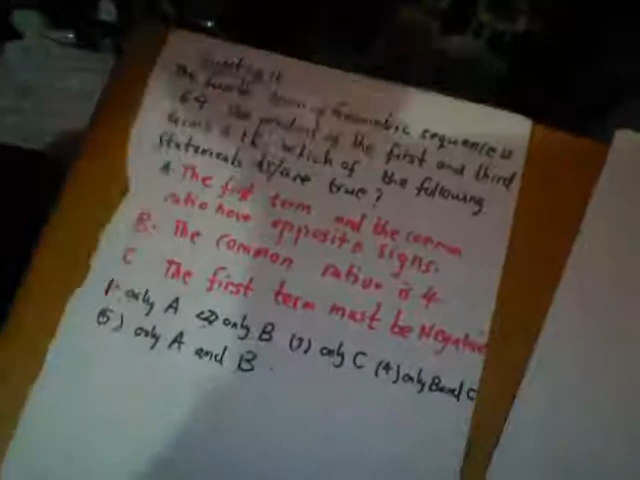 Question
The fourth term of Geometric sequence is
64. The product of the first and third
terms is 16. which of the following
statements is/are true?
A. The first term and the common
ratio have opposite signs.
B. The common ratio is 4
C The first term must be Negative
1. only A (2) only B (3) only C (4) only B and C
(5) only A and B.